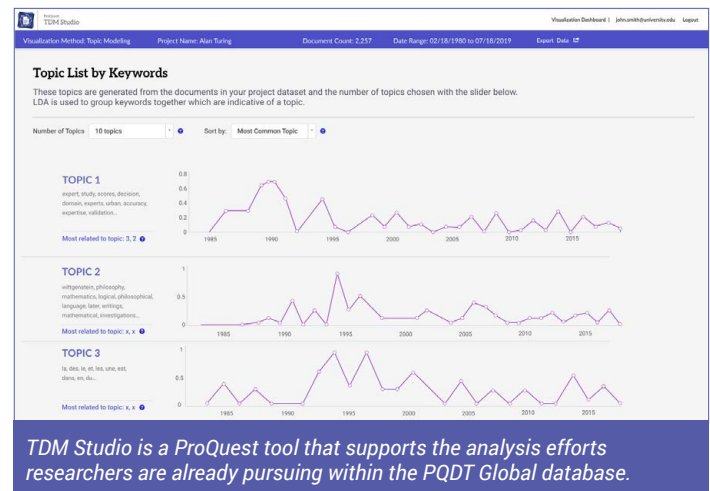 ProQuest
TDM Studio
Visualization Dashboard | john.smith@university.edu Logout
Visualization Method: Topic Modeling Project Name: Alan Turing Document Count: 2,257 Date Range: 02/18/1980 to 07/18/2019 Export Data
Topic List by Keywords
These topics are generated from the documents in your project dataset and the number of topics chosen with the slider below.
LDA is used to group keywords together which are indicative of a topic.
Number of Topics 10 topics ? Sort by: Most Common Topic ?
TOPIC 1
expert, study, scores, decision,
domain, experts, urban, accuracy,
expertise, validation...
Most related to topic: 3, 2 ?
0.8
0.6
0.4
0.2
0
1985 1990 1995 2000 2005 2010 2015
TOPIC 2
wittgenstein, philosophy,
mathematics, logical, philosophical,
language, later, writings,
mathematical, investigations...
Most related to topic: x, x ?
1
0.5
0
1985 1990 1995 2000 2005 2010 2015
TOPIC 3
la, des, le, et, les, une, est,
dans, en, du...
Most related to topic: x, x ?
1
0.5
0
1985 1990 1995 2000 2005 2010 2015
TDM Studio is a ProQuest tool that supports the analysis efforts
researchers are already pursuing within the PQDT Global database.